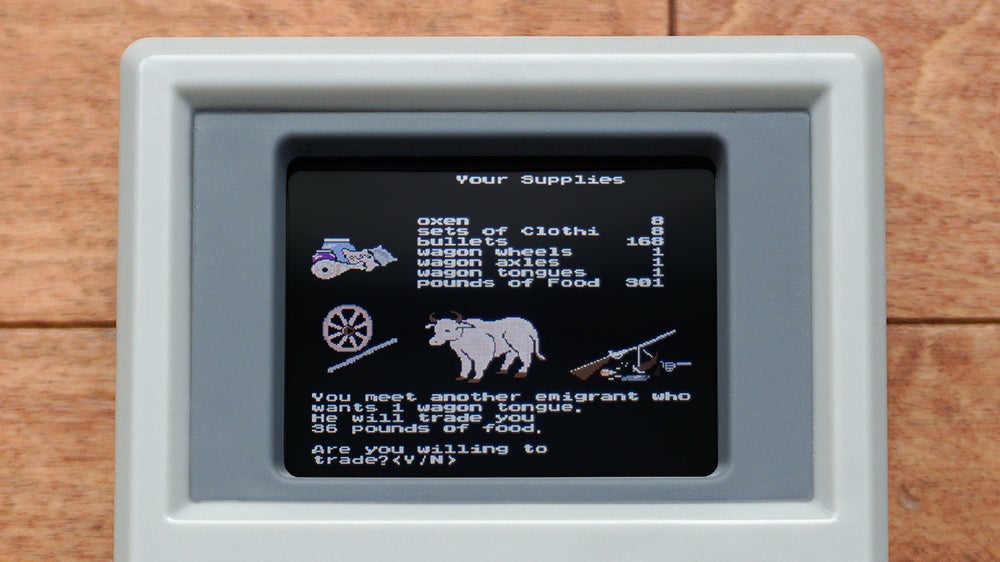 Your Supplies
oxen 8
sets of Clothi 8
bullets 168
wagon wheels 1
wagon axles 1
wagon tongues 1
pounds of Food 301
You meet another emigrant who
wants 1 wagon tongue.
He will trade you
36 pounds of food.
Are you willing to
trade?<Y/N>